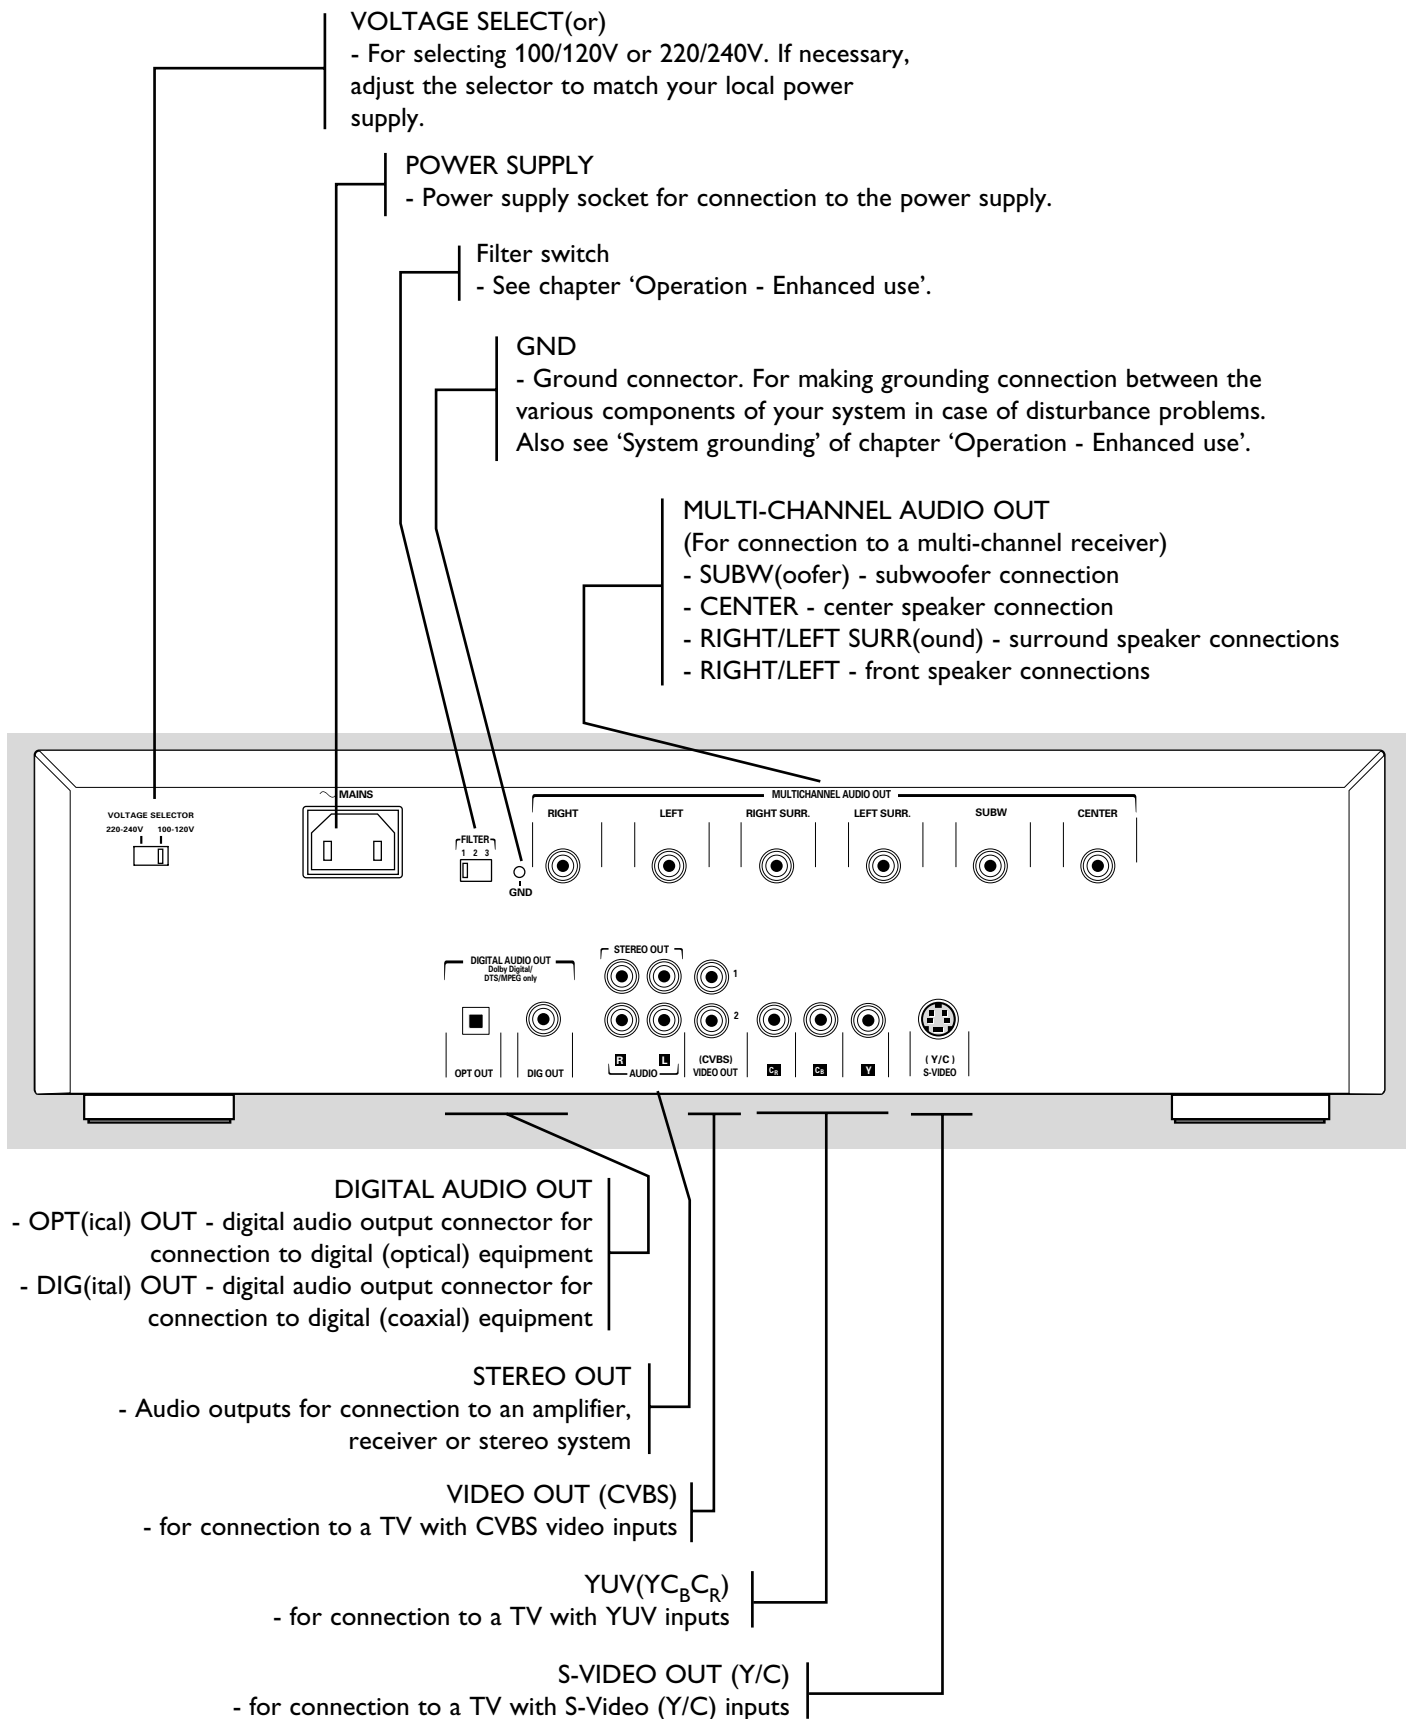 VOLTAGE SELECT(or)
- For selecting 100/120V or 220/240V. If necessary,
adjust the selector to match your local power
supply.
POWER SUPPLY
- Power supply socket for connection to the power supply.
Filter switch
- See chapter ‘Operation - Enhanced use’.
GND
- Ground connector. For making grounding connection between the
various components of your system in case of disturbance problems.
Also see ‘System grounding’ of chapter ‘Operation - Enhanced use’.
MULTI-CHANNEL AUDIO OUT
(For connection to a multi-channel receiver)
- SUBW(oofer) - subwoofer connection
- CENTER - center speaker connection
- RIGHT/LEFT SURR(ound) - surround speaker connections
- RIGHT/LEFT - front speaker connections
VOLTAGE SELECTOR
220-240V 100-120V
MAINS
FILTER
1 2 3
GND
MULTICHANNEL AUDIO OUT
RIGHT LEFT RIGHT SURR. LEFT SURR. SUBW CENTER
DIGITAL AUDIO OUT
Dolby Digital/
DTS/MPEG only
OPT OUT DIG OUT
STEREO OUT
R L
AUDIO
1
2
(CVBS)
VIDEO OUT
CR CB Y
(Y/C)
S-VIDEO
DIGITAL AUDIO OUT
- OPT(ical) OUT - digital audio output connector for
connection to digital (optical) equipment
- DIG(ital) OUT - digital audio output connector for
connection to digital (coaxial) equipment
STEREO OUT
- Audio outputs for connection to an amplifier,
receiver or stereo system
VIDEO OUT (CVBS)
- for connection to a TV with CVBS video inputs
YUV(YCBCR)
- for connection to a TV with YUV inputs
S-VIDEO OUT (Y/C)
- for connection to a TV with S-Video (Y/C) inputs